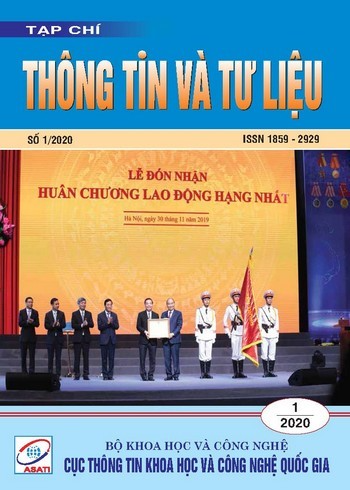 TẠP CHÍ
THÔNG TIN VÀ TƯ LIỆU
SỐ 1/2020
ISSN 1859 - 2929
LỄ ĐÓN NHẬN
HUÂN CHƯƠNG LAO ĐỘNG HẠNG NHẤT
Hà Nội, ngày 30 tháng 11 năm 2019
1
2020
BỘ KHOA HỌC VÀ CÔNG NGHỆ
CỤC THÔNG TIN KHOA HỌC VÀ CÔNG NGHỆ QUỐC GIA
ASATI